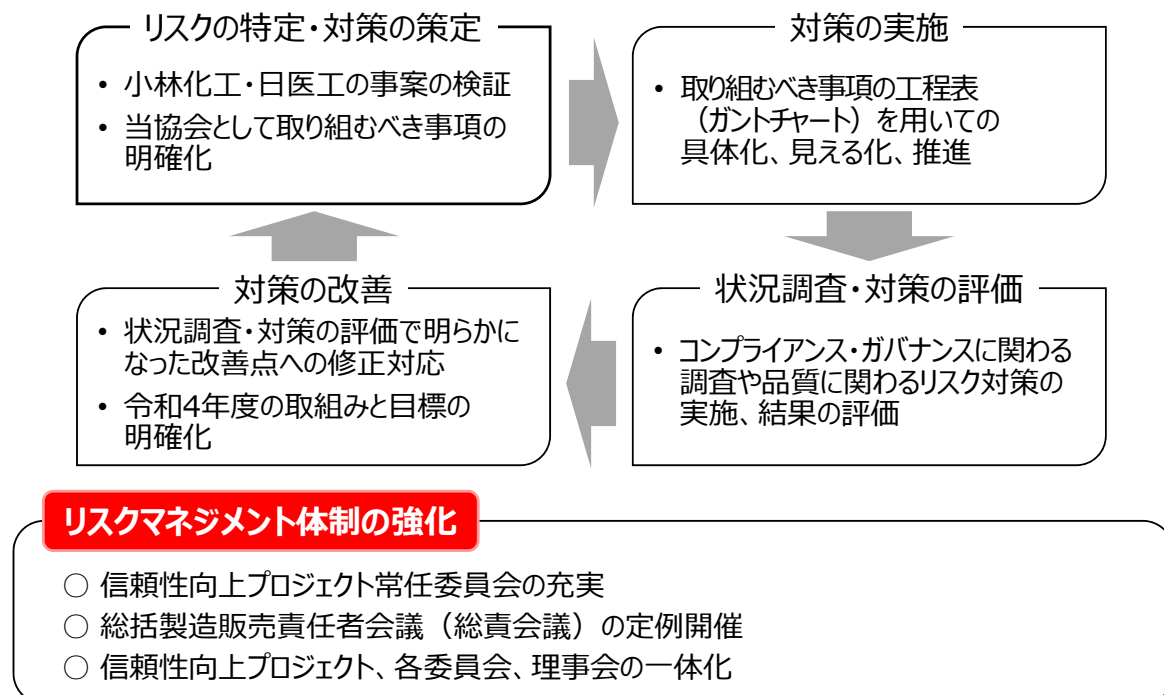 リスクの特定・対策の策定
• 小林化工・日医工の事案の検証
• 当協会として取り組むべき事項の
明確化
対策の実施
• 取り組むべき事項の工程表
（ガントチャート）を用いての
具体化、見える化、推進
対策の改善
• 状況調査・対策の評価で明らかに
なった改善点への修正対応
• 令和4年度の取組みと目標の
明確化
状況調査・対策の評価
• コンプライアンス・ガバナンスに関わる
調査や品質に関わるリスク対策の
実施、結果の評価
リスクマネジメント体制の強化
○ 信頼性向上プロジェクト常任委員会の充実
○ 総括製造販売責任者会議（総責会議）の定例開催
○ 信頼性向上プロジェクト、各委員会、理事会の一体化